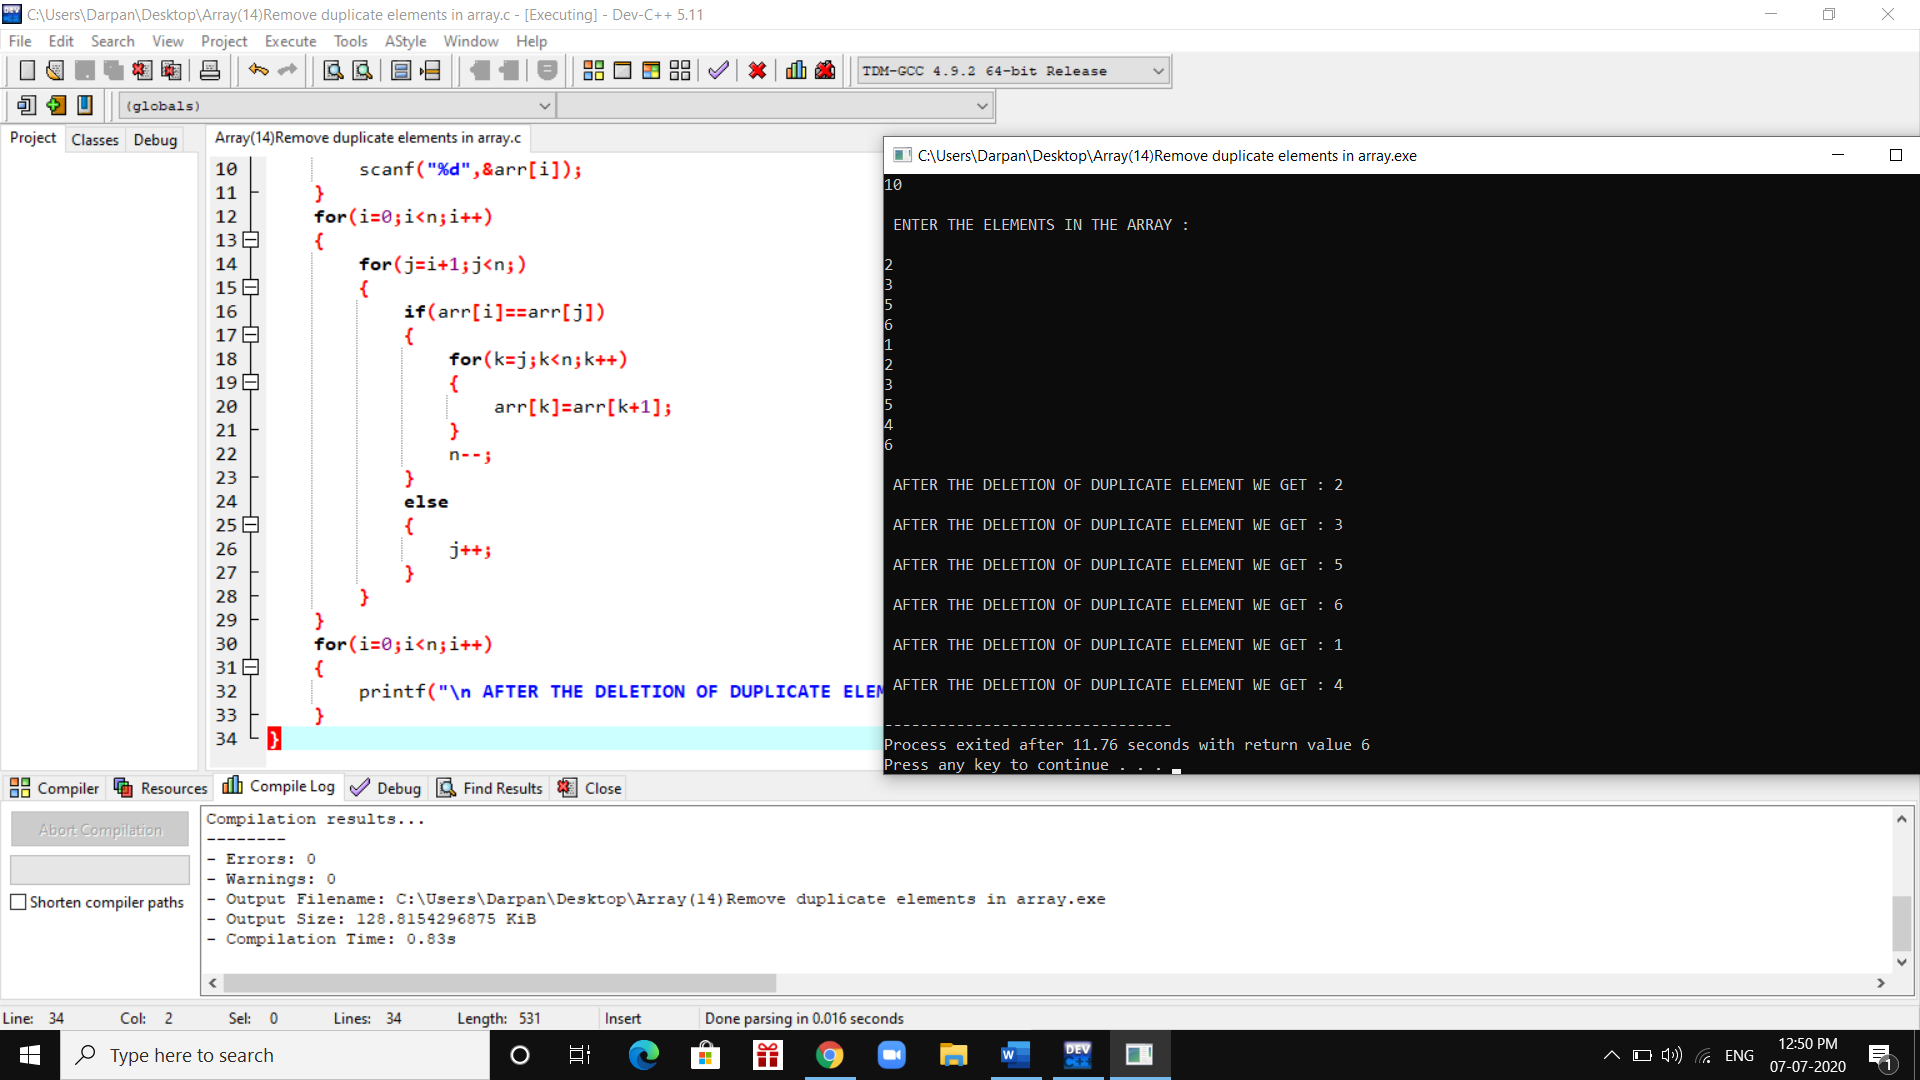 C:\Users\Darpan\Desktop\Array(14)Remove duplicate elements in array.c - [Executing] - Dev-C++ 5.11
File Edit Search View Project Execute Tools AStyle Window Help
TDM-GCC 4.9.2 64-bit Release
(globals)
Project Classes Debug
Array(14)Remove duplicate elements in array.c
10 scanf("%d",&arr[i]);
11 }
12 for(i=0;i<n;i++)
13 {
14 for(j=i+1;j<n;)
15 {
16 if(arr[i]==arr[j])
17 {
18 for(k=j;k<n;k++)
19 {
20 arr[k]=arr[k+1];
21 }
22 n--;
23 }
24 else
25 {
26 j++;
27 }
28 }
29 }
30 for(i=0;i<n;i++)
31 {
32 printf("\n AFTER THE DELETION OF DUPLICATE ELEM
33 }
34 }
C:\Users\Darpan\Desktop\Array(14)Remove duplicate elements in array.exe
10
ENTER THE ELEMENTS IN THE ARRAY :
2
3
5
6
1
2
3
5
4
6
AFTER THE DELETION OF DUPLICATE ELEMENT WE GET : 2
AFTER THE DELETION OF DUPLICATE ELEMENT WE GET : 3
AFTER THE DELETION OF DUPLICATE ELEMENT WE GET : 5
AFTER THE DELETION OF DUPLICATE ELEMENT WE GET : 6
AFTER THE DELETION OF DUPLICATE ELEMENT WE GET : 1
AFTER THE DELETION OF DUPLICATE ELEMENT WE GET : 4
--------------------------------
Process exited after 11.76 seconds with return value 6
Press any key to continue . . .
Compiler Resources Compile Log Debug Find Results Close
Abort Compilation
Shorten compiler paths
Compilation results...
--------
- Errors: 0
- Warnings: 0
- Output Filename: C:\Users\Darpan\Desktop\Array(14)Remove duplicate elements in array.exe
- Output Size: 128.8154296875 KiB
- Compilation Time: 0.83s
Line: 34 Col: 2 Sel: 0 Lines: 34 Length: 531 Insert Done parsing in 0.016 seconds
Type here to search
DEV C++
ENG
12:50 PM
07-07-2020
1